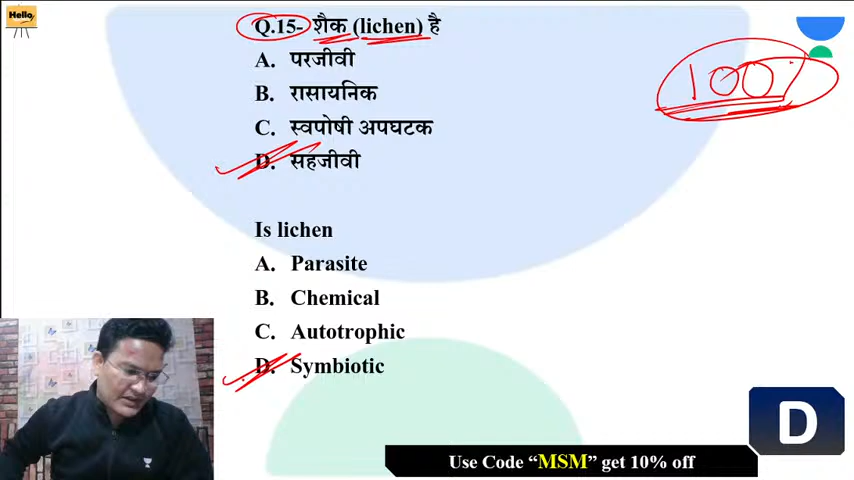 Hello
Q.15- शैक (lichen) है
A. परजीवी
B. रासायनिक
C. स्वपोषी अपघटक
D. सहजीवी
100%
Is lichen
A. Parasite
B. Chemical
C. Autotrophic
D. Symbiotic
D
Use Code “MSM” get 10% off